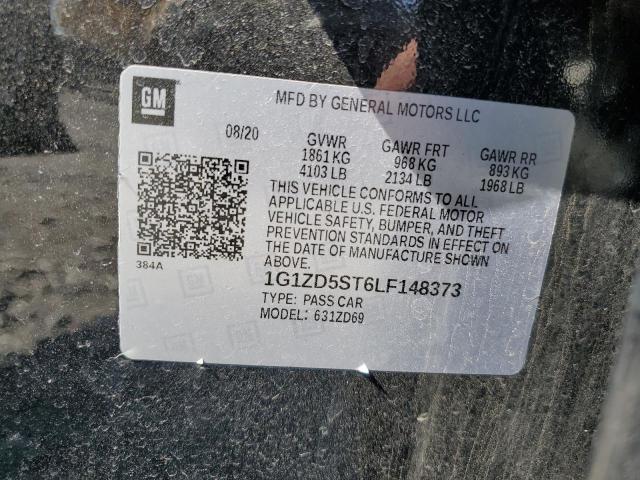 GM
MFD BY GENERAL MOTORS LLC
08/20 GVWR GAWR FRT GAWR RR
1861 KG 968 KG 893 KG
4103 LB 2134 LB 1968 LB
THIS VEHICLE CONFORMS TO ALL
APPLICABLE U.S. FEDERAL MOTOR
VEHICLE SAFETY, BUMPER, AND THEFT
PREVENTION STANDARDS IN EFFECT ON
THE DATE OF MANUFACTURE SHOWN
ABOVE.
384A
1G1ZD5ST6LF148373
TYPE: PASS CAR
MODEL: 631ZD69